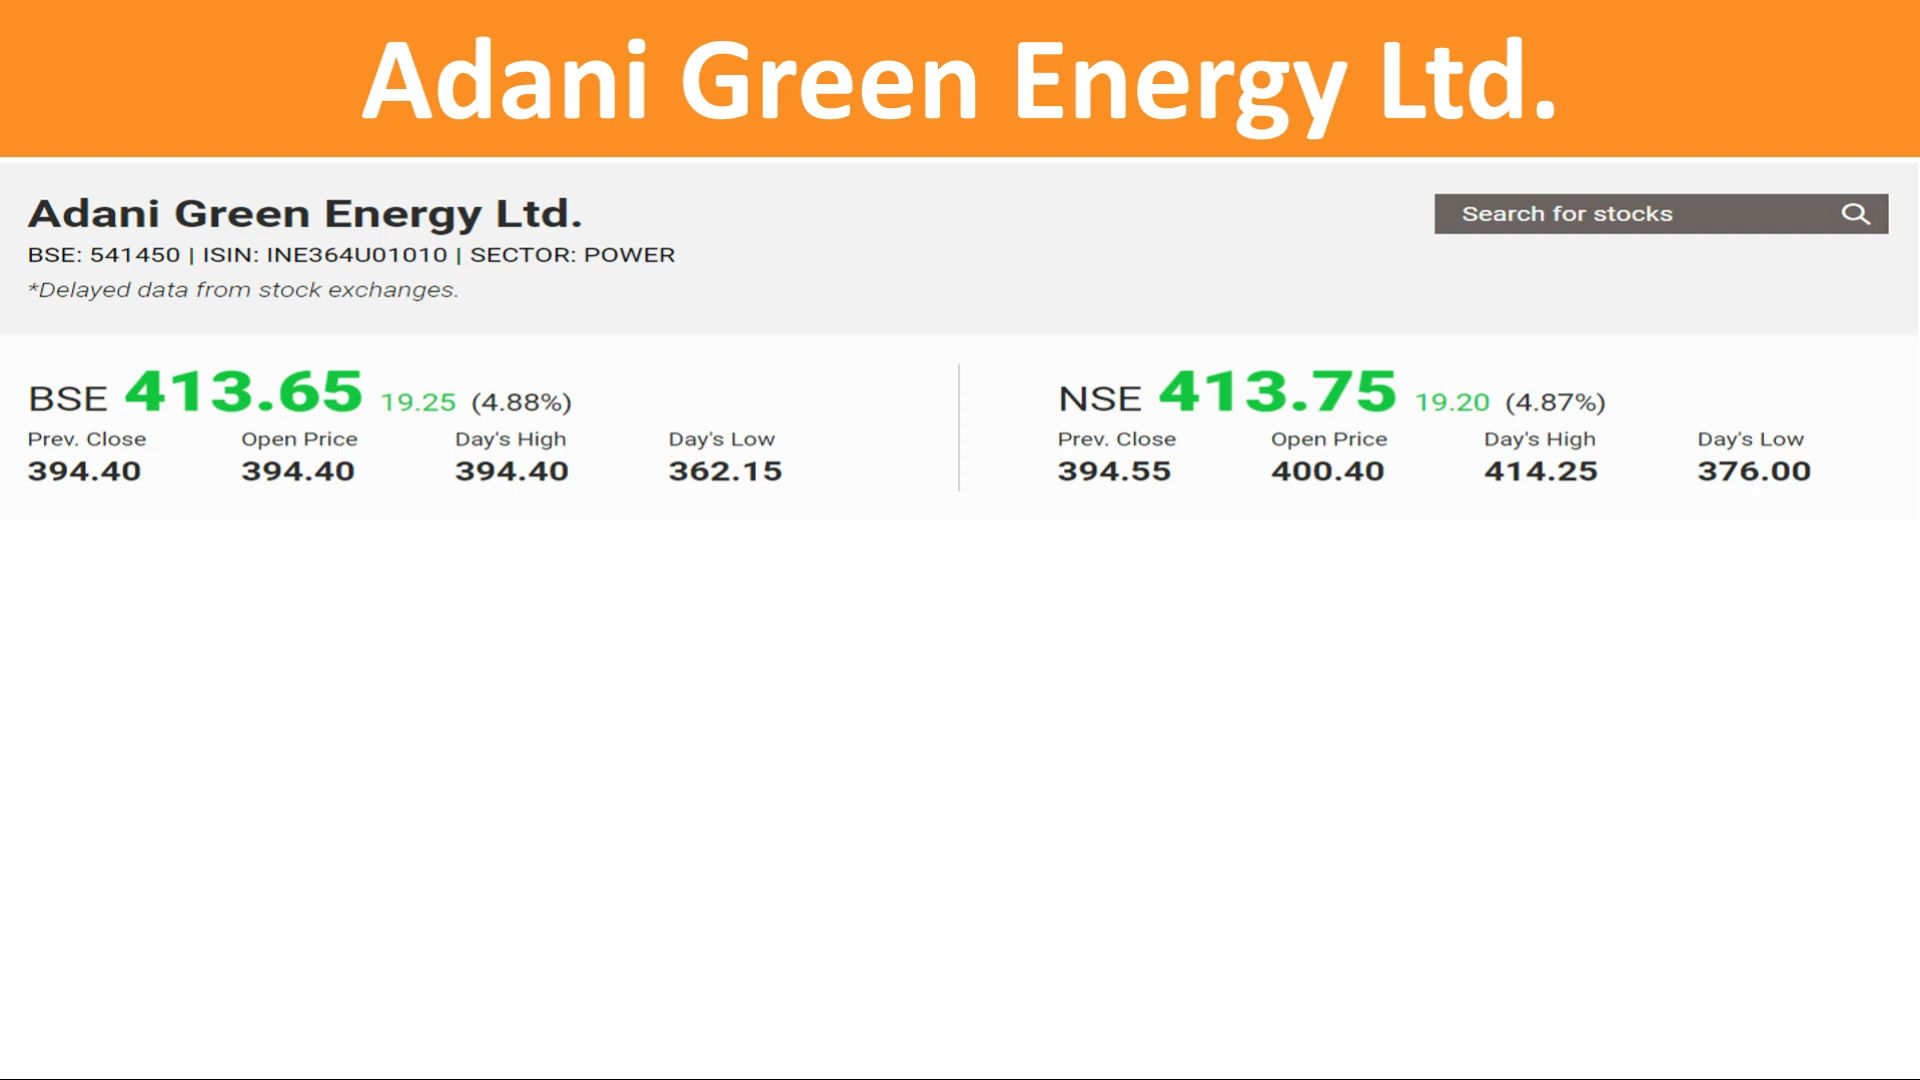 Adani Green Energy Ltd.
Adani Green Energy Ltd.
Search for stocks
BSE: 541450 | ISIN: INE364U01010 | SECTOR: POWER
*Delayed data from stock exchanges.
BSE 413.65 19.25 (4.88%)
Prev. Close Open Price Day's High Day's Low
394.40 394.40 394.40 362.15
NSE 413.75 19.20 (4.87%)
Prev. Close Open Price Day's High Day's Low
394.55 400.40 414.25 376.00